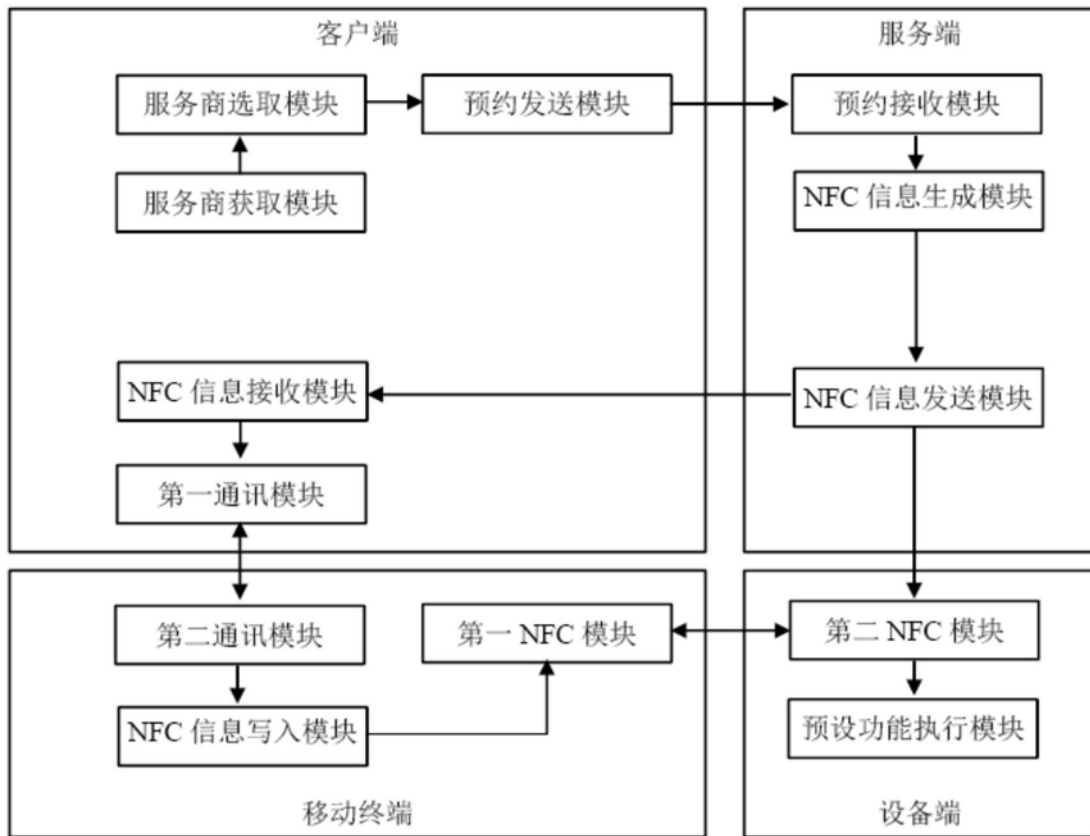 客户端
服务商选取模块
预约发送模块
服务商获取模块
NFC 信息接收模块
第一通讯模块
服务端
预约接收模块
NFC 信息生成模块
NFC 信息发送模块
第二通讯模块
第一 NFC 模块
NFC 信息写入模块
移动终端
第二 NFC 模块
预设功能执行模块
设备端